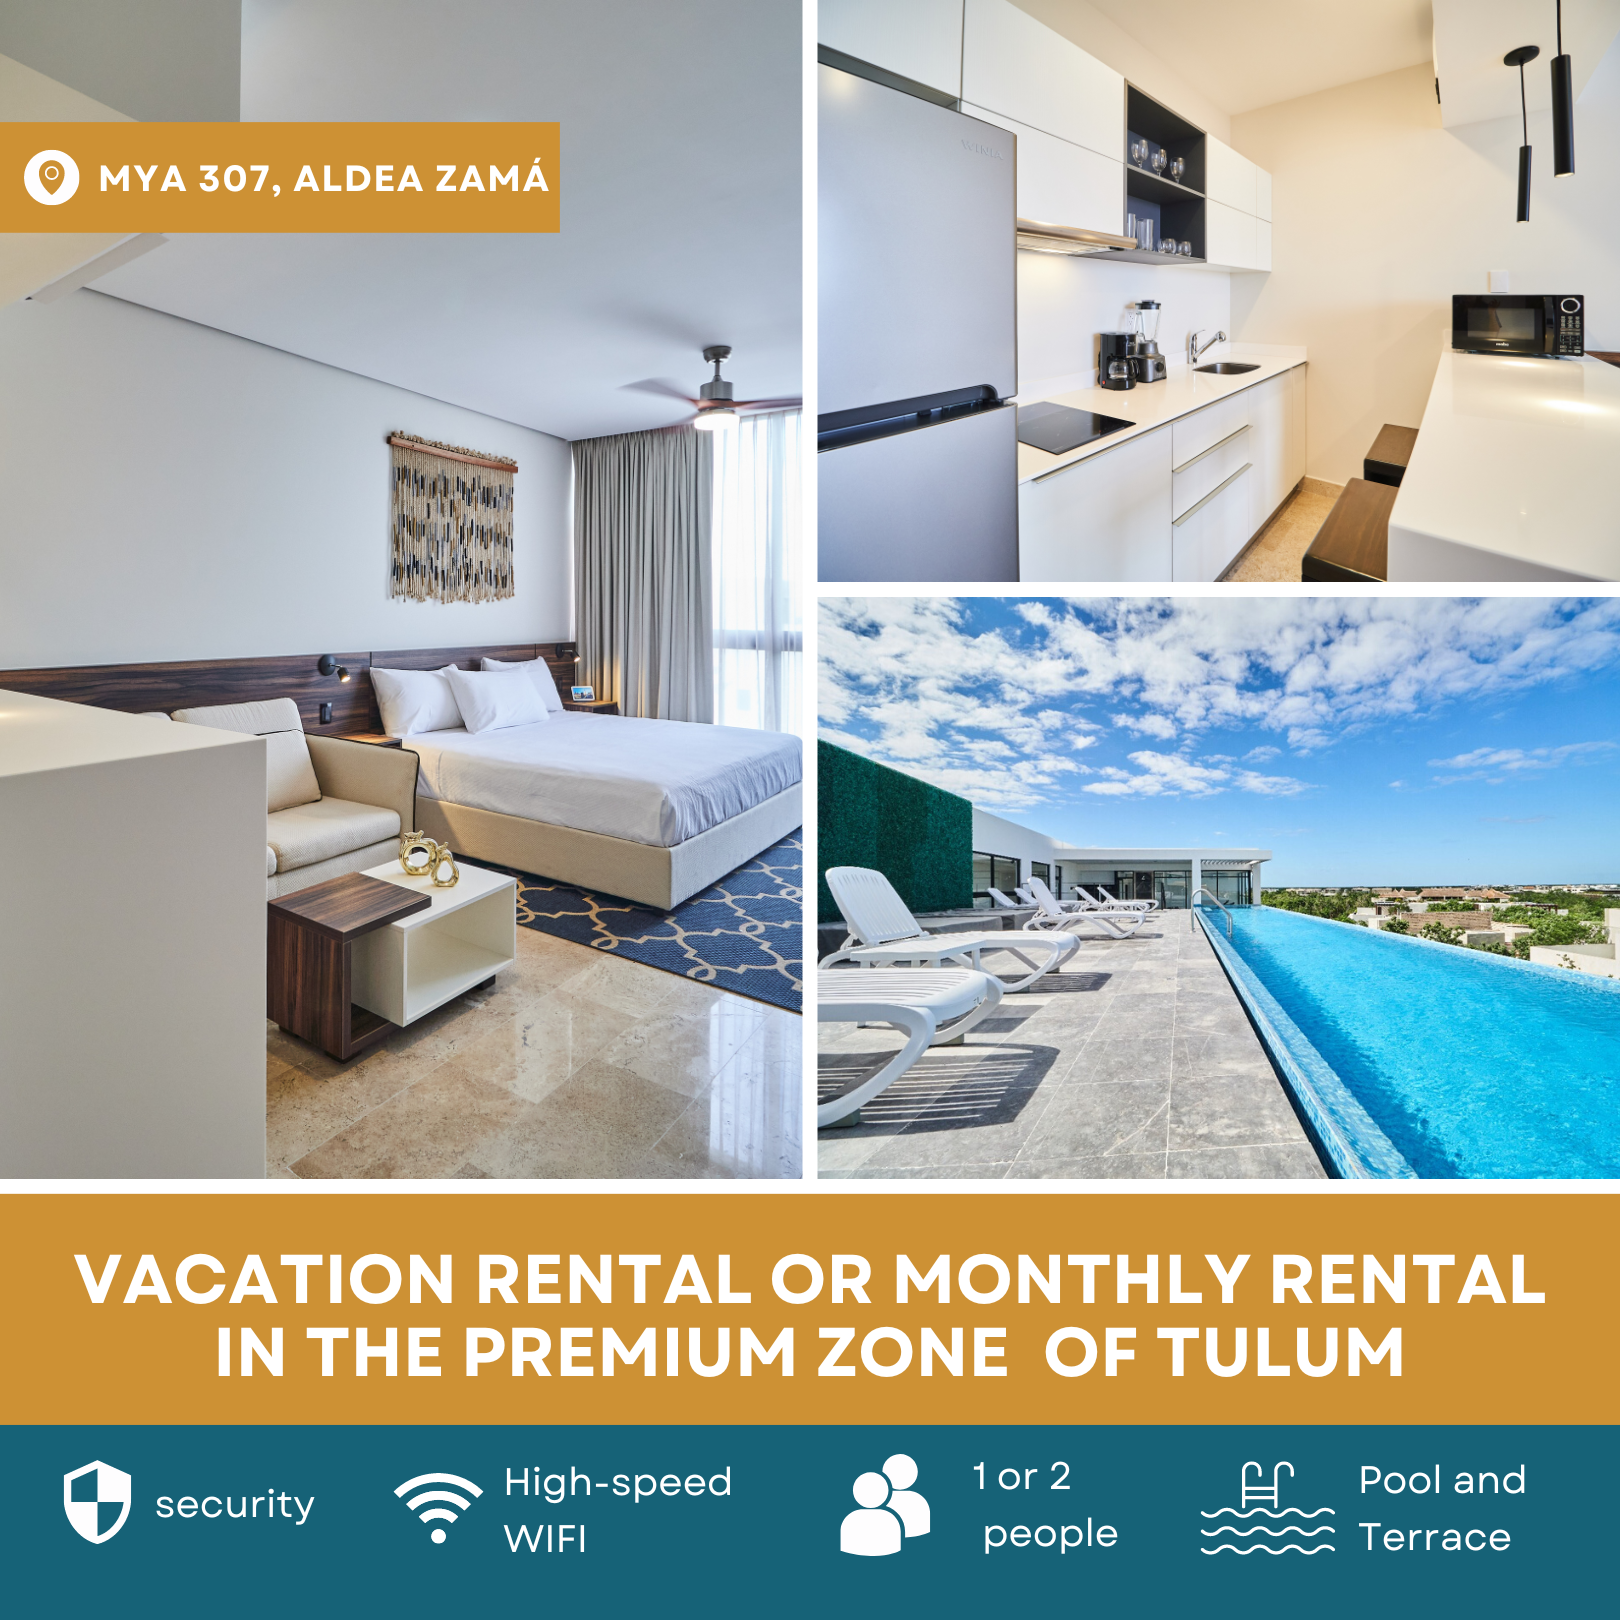 MYA 307, ALDEA ZAMÁ
WINIA
VACATION RENTAL OR MONTHLY RENTAL
IN THE PREMIUM ZONE OF TULUM
security
High-speed
WIFI
1 or 2
people
Pool and
Terrace